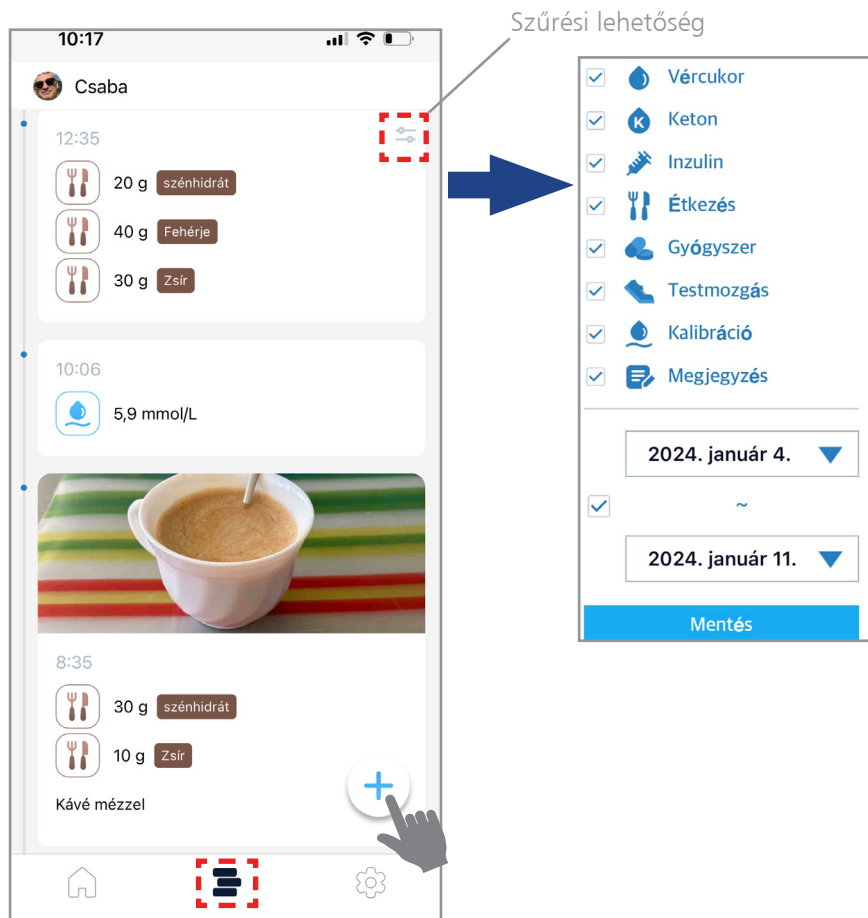 Szűrési lehetőség
10:17
Csaba
12:35
20 g szénhidrát
40 g Fehérje
30 g Zsír
10:06
5,9 mmol/L
8:35
30 g szénhidrát
10 g Zsír
Kávé mézzel
Vércukor
K Keton
Inzulin
Étkezés
Gyógyszer
Testmozgás
Kalibráció
Megjegyzés
2024. január 4.
~
2024. január 11.
Mentés